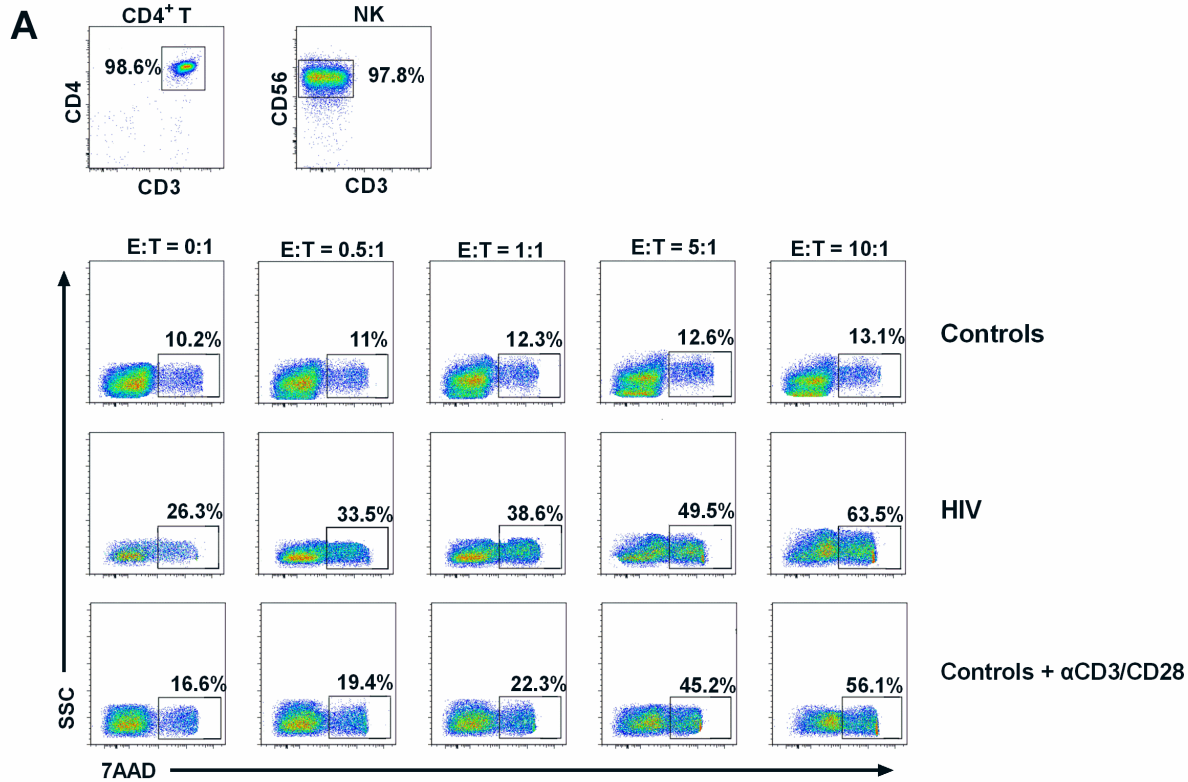 A
CD4⁺ T
NK
98.6%
97.8%
CD4
CD56
CD3
CD3
E:T = 0:1
E:T = 0.5:1
E:T = 1:1
E:T = 5:1
E:T = 10:1
10.2%
11%
12.3%
12.6%
13.1%
Controls
26.3%
33.5%
38.6%
49.5%
63.5%
HIV
16.6%
19.4%
22.3%
45.2%
56.1%
Controls + αCD3/CD28
SSC
7AAD